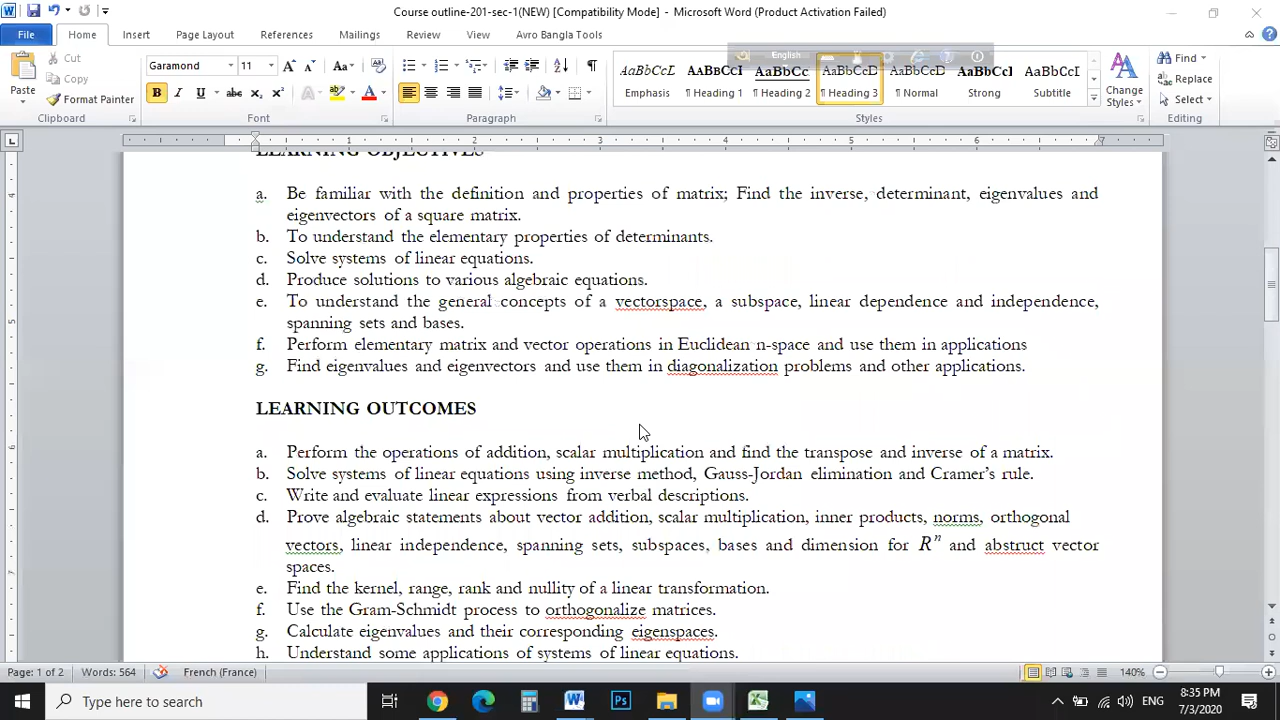 Course outline-201-sec-1(NEW) [Compatibility Mode] - Microsoft Word (Product Activation Failed)
File Home Insert Page Layout References Mailings Review View Avro Bangla Tools
Cut
Copy
Format Painter
Paste
Clipboard
Garamond 11
Font
Paragraph
English
AaBbCcL AaBbCcI AaBbCc AaBbCcD AaBbCcD AaBbCcI AaBbCcD
Emphasis ¶ Heading 1 ¶ Heading 2 ¶ Heading 3 ¶ Normal Strong Subtitle
Change Styles
Styles
Find
Replace
Select
Editing
LEARNING OBJECTIVES
a. Be familiar with the definition and properties of matrix; Find the inverse, determinant, eigenvalues and
eigenvectors of a square matrix.
b. To understand the elementary properties of determinants.
c. Solve systems of linear equations.
d. Produce solutions to various algebraic equations.
e. To understand the general concepts of a vectorspace, a subspace, linear dependence and independence,
spanning sets and bases.
f. Perform elementary matrix and vector operations in Euclidean n-space and use them in applications
g. Find eigenvalues and eigenvectors and use them in diagonalization problems and other applications.
LEARNING OUTCOMES
a. Perform the operations of addition, scalar multiplication and find the transpose and inverse of a matrix.
b. Solve systems of linear equations using inverse method, Gauss-Jordan elimination and Cramer's rule.
c. Write and evaluate linear expressions from verbal descriptions.
d. Prove algebraic statements about vector addition, scalar multiplication, inner products, norms, orthogonal
vectors, linear independence, spanning sets, subspaces, bases and dimension for Rⁿ and abstruct vector
spaces.
e. Find the kernel, range, rank and nullity of a linear transformation.
f. Use the Gram-Schmidt process to orthogonalize matrices.
g. Calculate eigenvalues and their corresponding eigenspaces.
h. Understand some applications of systems of linear equations.
Page: 1 of 2 Words: 564 French (France) 140%
Type here to search
ENG
8:35 PM
7/3/2020